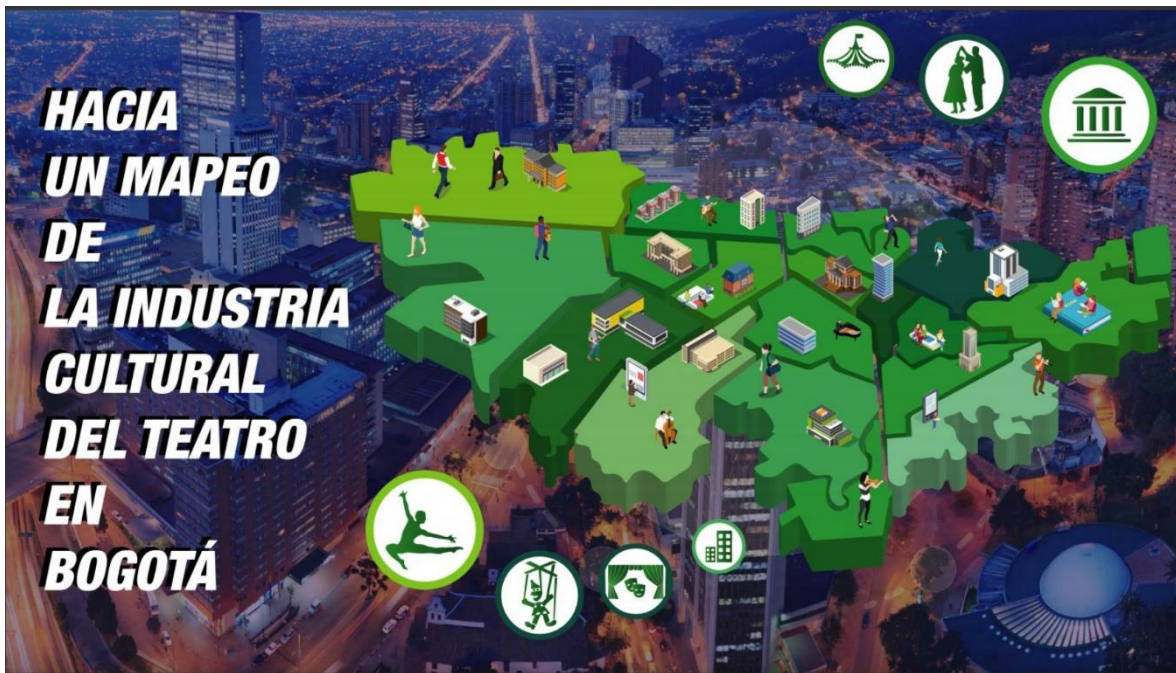 HACIA
UN MAPEO
DE
LA INDUSTRIA
CULTURAL
DEL TEATRO
EN
BOGOTÁ